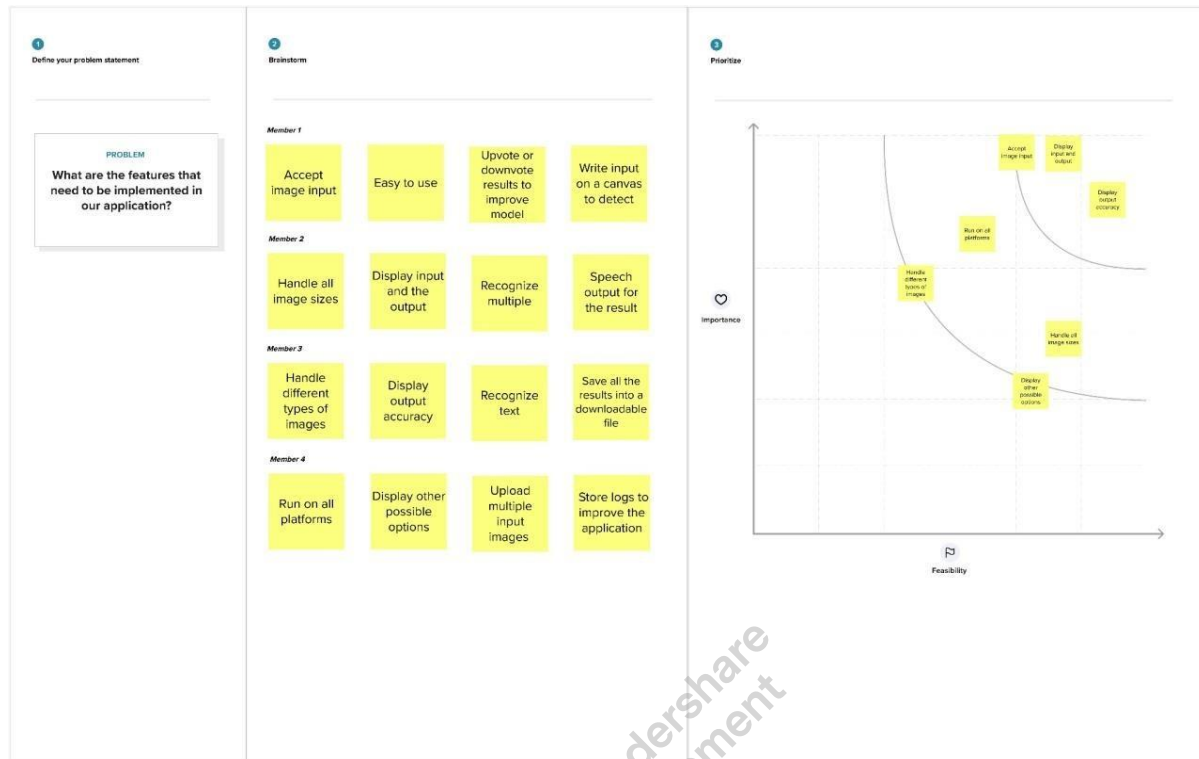 1
Define your problem statement
PROBLEM
What are the features that
need to be implemented in
our application?
2
Brainstorm
Member 1
Accept
image input
Easy to use
Upvote or
downvote
results to
improve
model
Write input
on a canvas
to detect
Member 2
Handle all
image sizes
Display input
and the
output
Recognize
multiple
Speech
output for
the result
Member 3
Handle
different
types of
images
Display
output
accuracy
Recognize
text
Save all the
results into a
downloadable
file
Member 4
Run on all
platforms
Display other
possible
options
Upload
multiple
input
images
Store logs to
improve the
application
3
Prioritize
Accept
image input
Display
input and
output
Display
output
accuracy
Run on all
platforms
Handle
different
types of
images
Handle all
image sizes
Display
other
possible
options
Importance
Feasibility
dershare
ment